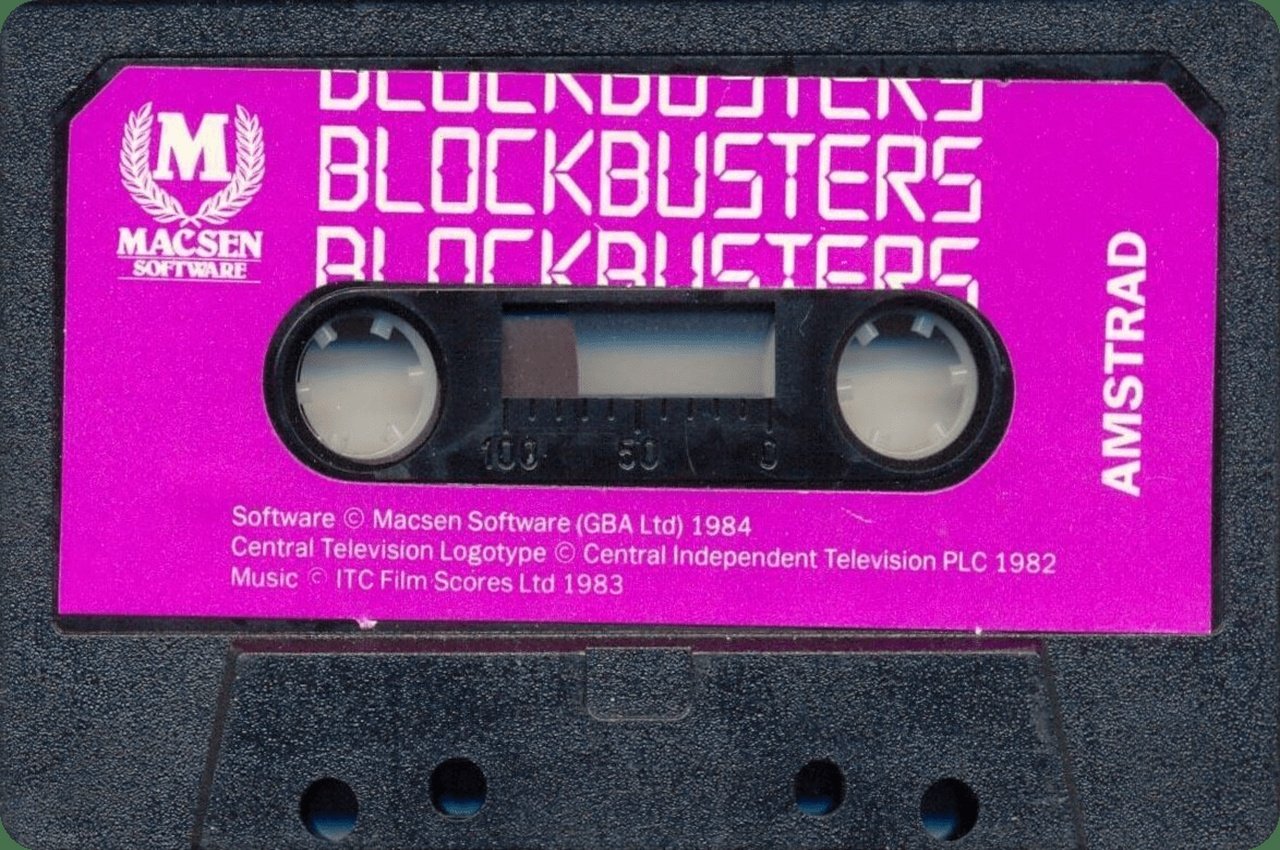 BLOCKBUSTERS
M
BLOCKBUSTERS
MACSEN
SOFTWARE
BLOCKBUSTERS
AMSTRAD
100 50 0
Software © Macsen Software (GBA Ltd) 1984
Central Television Logotype © Central Independent Television PLC 1982
Music © ITC Film Scores Ltd 1983